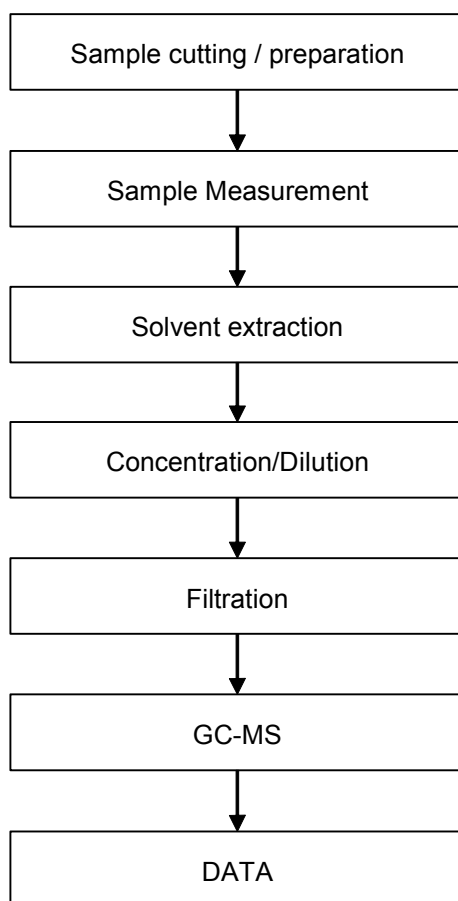 Sample cutting / preparation
Sample Measurement
Solvent extraction
Concentration/Dilution
Filtration
GC-MS
DATA